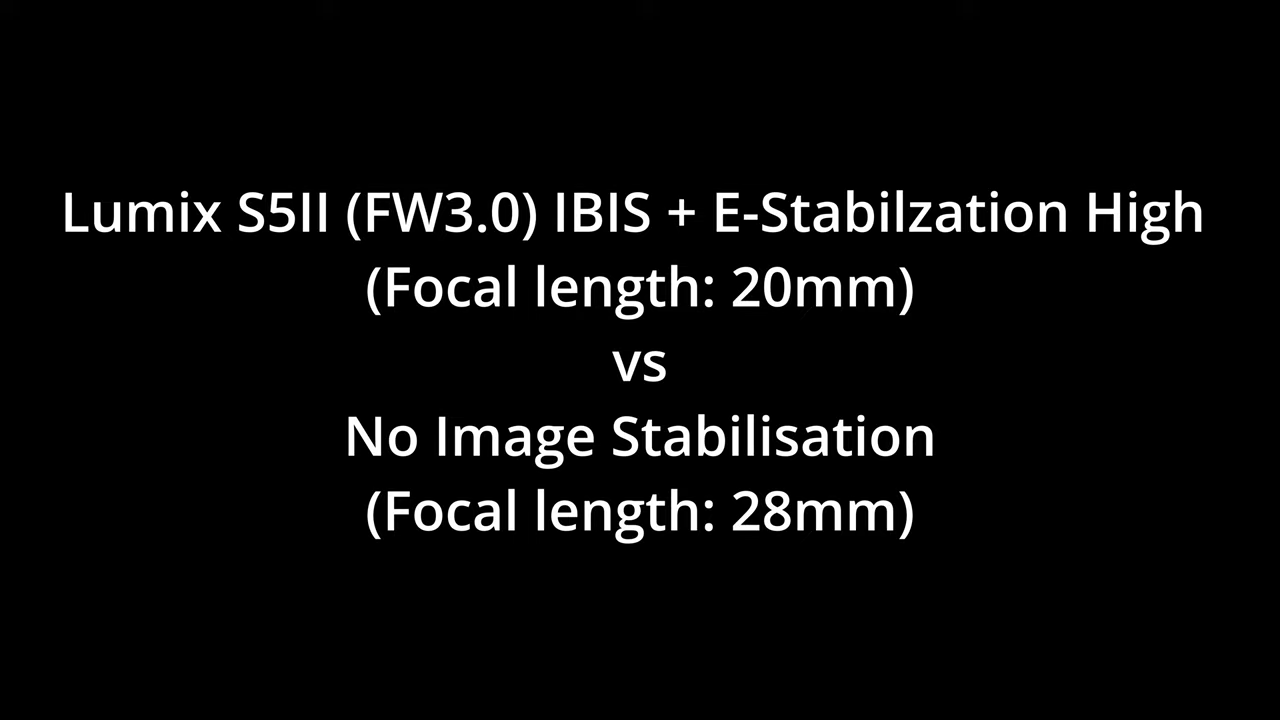 Lumix S5II (FW3.0) IBIS + E-Stabilzation High
(Focal length: 20mm)
vs
No Image Stabilisation
(Focal length: 28mm)